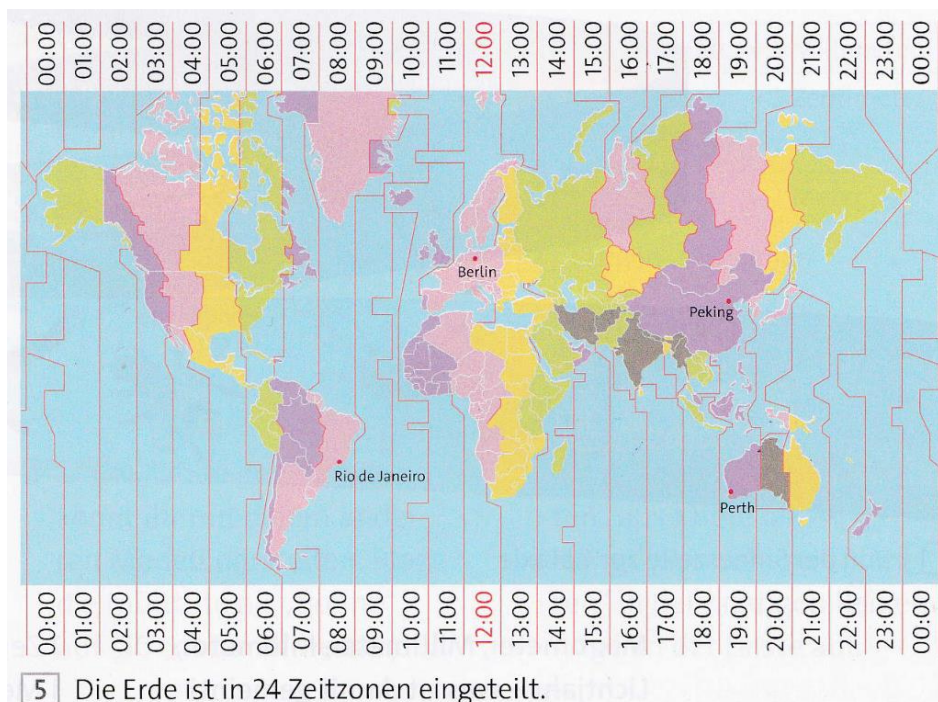 00:00 01:00 02:00 03:00 04:00 05:00 06:00 07:00 08:00 09:00 10:00 11:00 12:00 13:00 14:00 15:00 16:00 17:00 18:00 19:00 20:00 21:00 22:00 23:00 00:00
Berlin
Peking
Rio de Janeiro
Perth
00:00 01:00 02:00 03:00 04:00 05:00 06:00 07:00 08:00 09:00 10:00 11:00 12:00 13:00 14:00 15:00 16:00 17:00 18:00 19:00 20:00 21:00 22:00 23:00 00:00
5 Die Erde ist in 24 Zeitzonen eingeteilt.